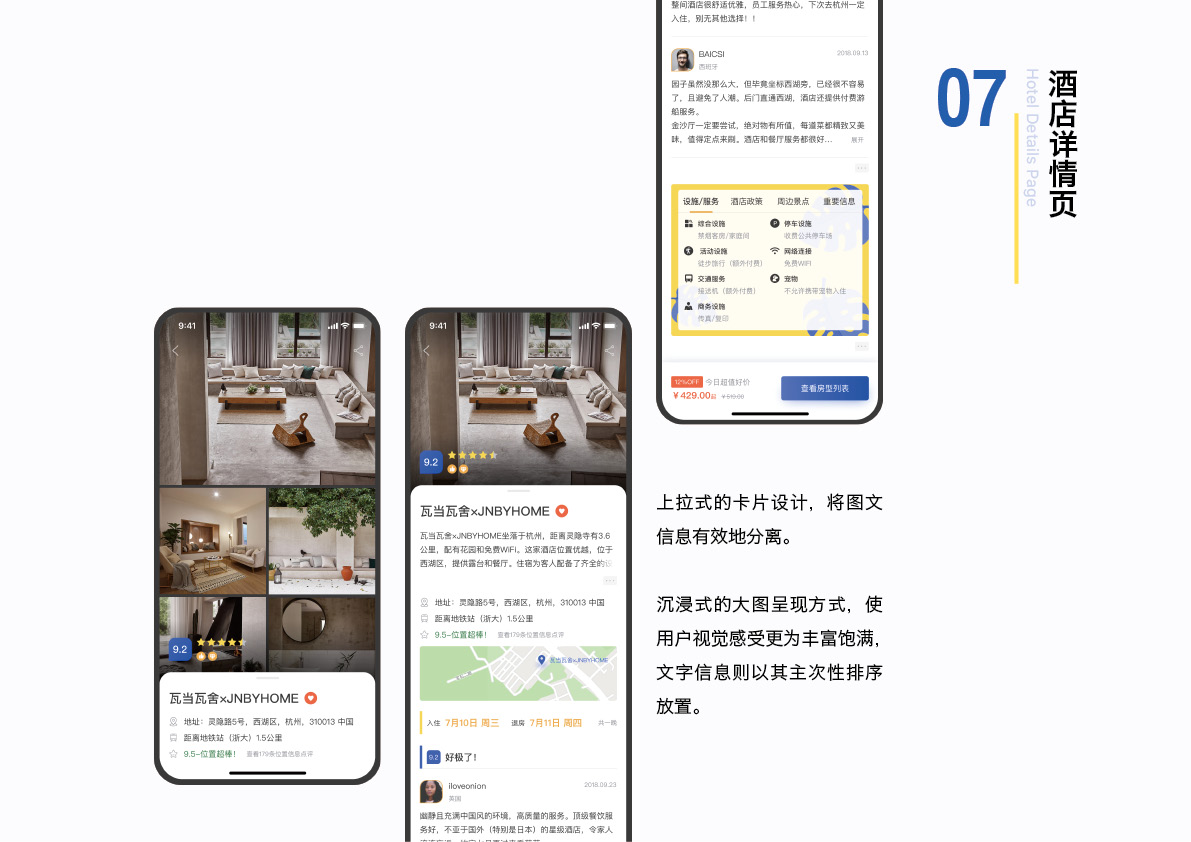 07
酒店详情页
Hotel Details Page
整间酒店很舒适优雅，员工服务热心，下次去杭州一定
入住，别无其他选择！！
BAICSI
2018.09.13
西班牙
园子虽然没那么大，但毕竟坐标西湖旁，已经很不容易
了，且避免了人潮。后门直通西湖，酒店还提供付费游
船服务。
金沙厅一定要尝试，绝对物有所值，每道菜都精致又美
味，值得定点来刷。酒店和餐厅服务都很好...
展开
设施/服务 酒店政策 周边景点 重要信息
综合设施
禁烟客房/家庭间
停车设施
收费公共停车场
活动设施
徒步旅行（额外付费）
网络连接
免费WIFI
交通服务
接送机（额外付费）
宠物
不允许携带宠物入住
商务设施
传真/复印
12%OFF 今日超值好价
￥429.00起 ￥519.00
查看房型列表
上拉式的卡片设计，将图文
信息有效地分离。
沉浸式的大图呈现方式，使
用户视觉感受更为丰富饱满，
文字信息则以其主次性排序
放置。
9:41
9.2
瓦当瓦舍×JNBYHOME
地址：灵隐路5号，西湖区，杭州，310013 中国
距离地铁站（浙大）1.5公里
9.5-位置超棒！ 查看179条位置信息点评
9:41
9.2
瓦当瓦舍×JNBYHOME
瓦当瓦舍×JNBYHOME坐落于杭州，距离灵隐寺有3.6
公里，配有花园和免费WiFi。这家酒店位置优越，位于
西湖区，提供露台和餐厅。住宿为客人配备了齐全的设
地址：灵隐路5号，西湖区，杭州，310013 中国
距离地铁站（浙大）1.5公里
9.5-位置超棒！ 查看179条位置信息点评
瓦当瓦舍×JNBYHOME
入住 7月10日 周三 退房 7月11日 周四 共一晚
9.2 好极了！
iloveonion
2018.09.23
英国
幽静且充满中国风的环境，高质量的服务。顶级餐饮服
务好，不亚于国外（特别是日本）的星级酒店，令家人